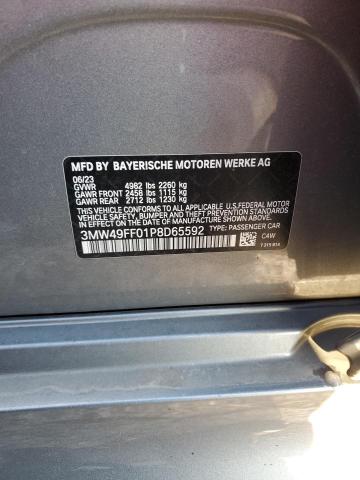 MFD BY BAYERISCHE MOTOREN WERKE AG
06/23
GVWR 4982 lbs 2260 kg
GAWR FRONT 2458 lbs 1115 kg
GAWR REAR 2712 lbs 1230 kg
THIS VEHICLE CONFORMS TO ALL APPLICABLE U.S.FEDERAL MOTOR
VEHICLE SAFETY, BUMPER, AND THEFT PREVENTION STANDARDS
IN EFFECT ON THE DATE OF MANUFACTURE SHOWN ABOVE.
3MW49FF01P8D65592 TYPE: PASSENGER CAR
C4W